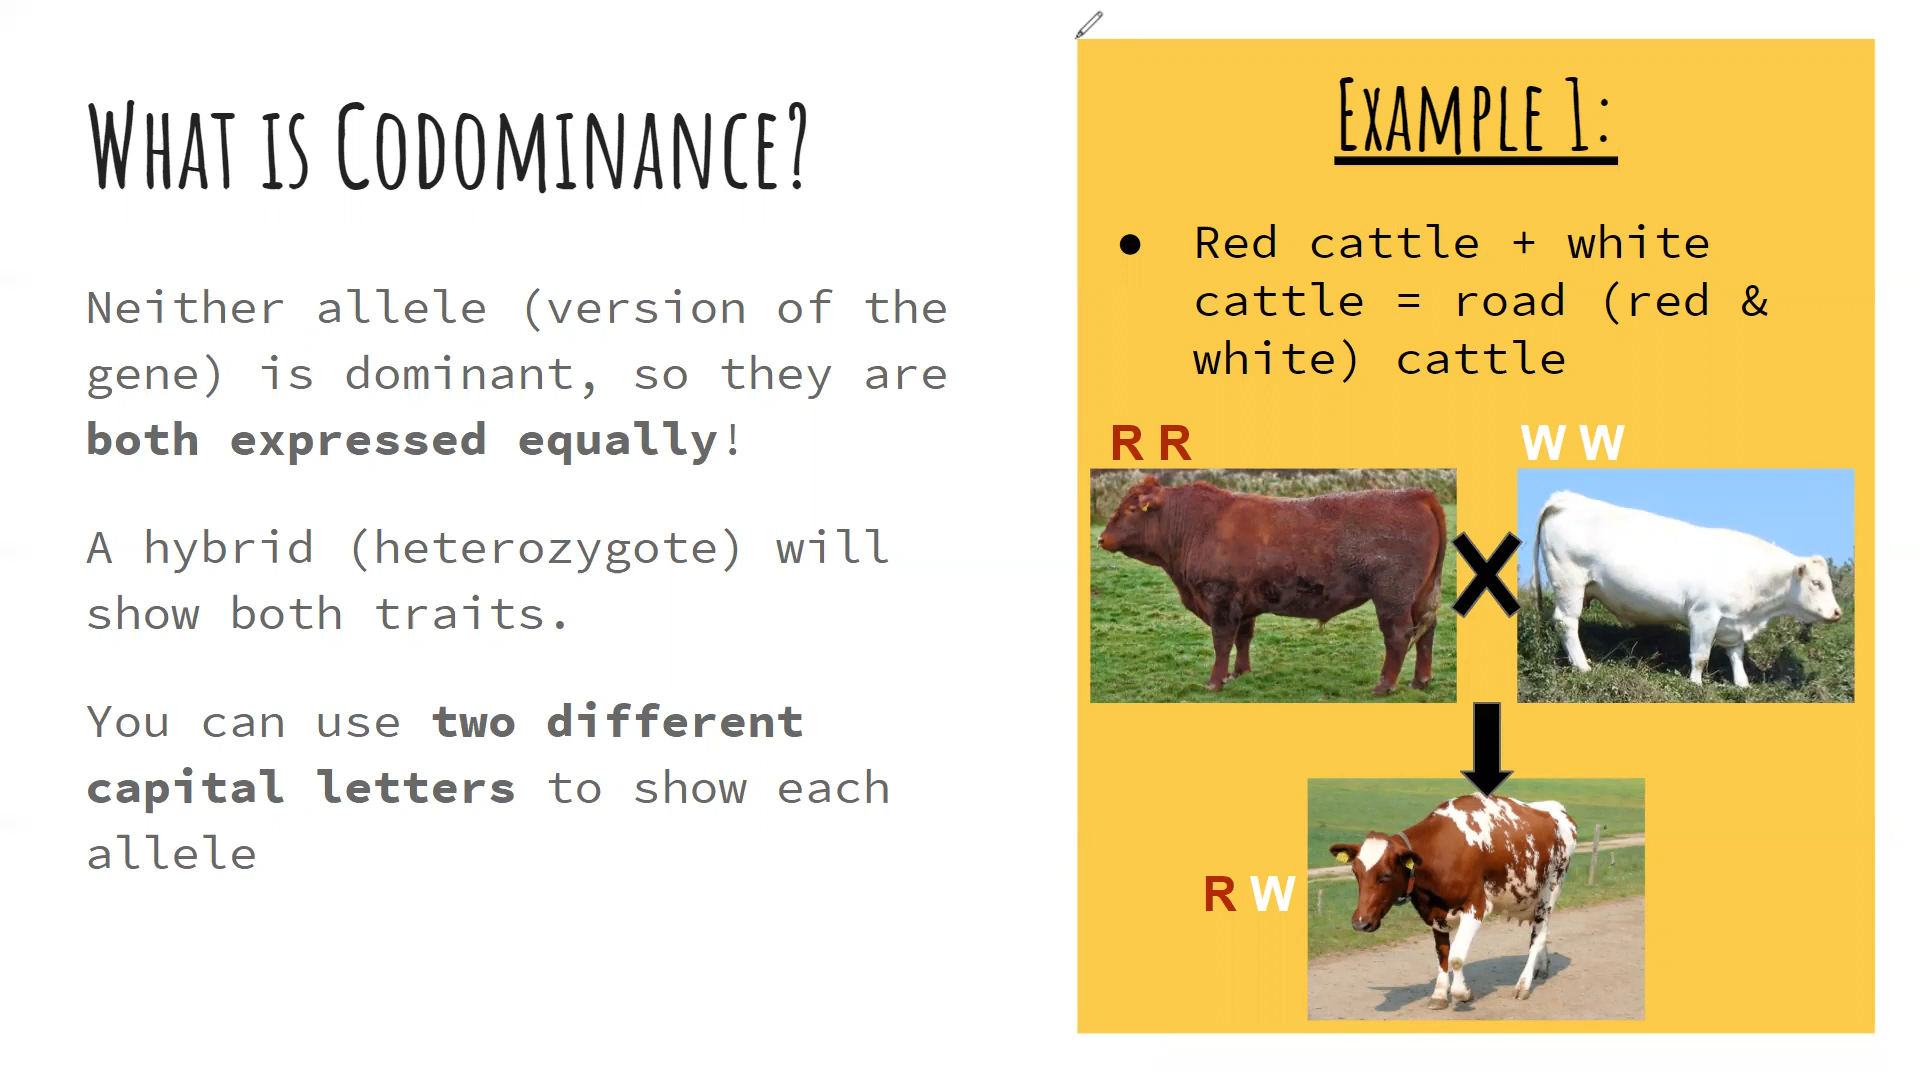 What is Codominance?
Neither allele (version of the
gene) is dominant, so they are
both expressed equally!
A hybrid (heterozygote) will
show both traits.
You can use two different
capital letters to show each
allele
Example 1:
● Red cattle + white
cattle = road (red &
white) cattle
R R
W W
R W